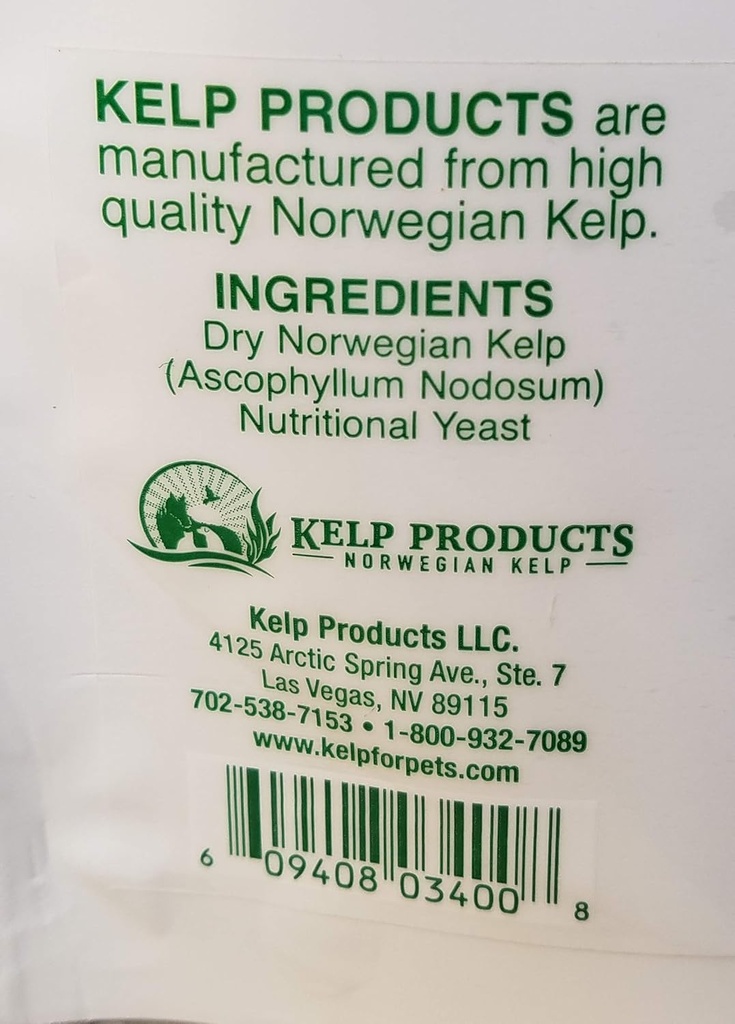 KELP PRODUCTS are
manufactured from high
quality Norwegian Kelp.
INGREDIENTS
Dry Norwegian Kelp
(Ascophyllum Nodosum)
Nutritional Yeast
KELP PRODUCTS
NORWEGIAN KELP
Kelp Products LLC.
4125 Arctic Spring Ave., Ste. 7
Las Vegas, NV 89115
702-538-7153 • 1-800-932-7089
www.kelpforpets.com
6 09408 03400 8